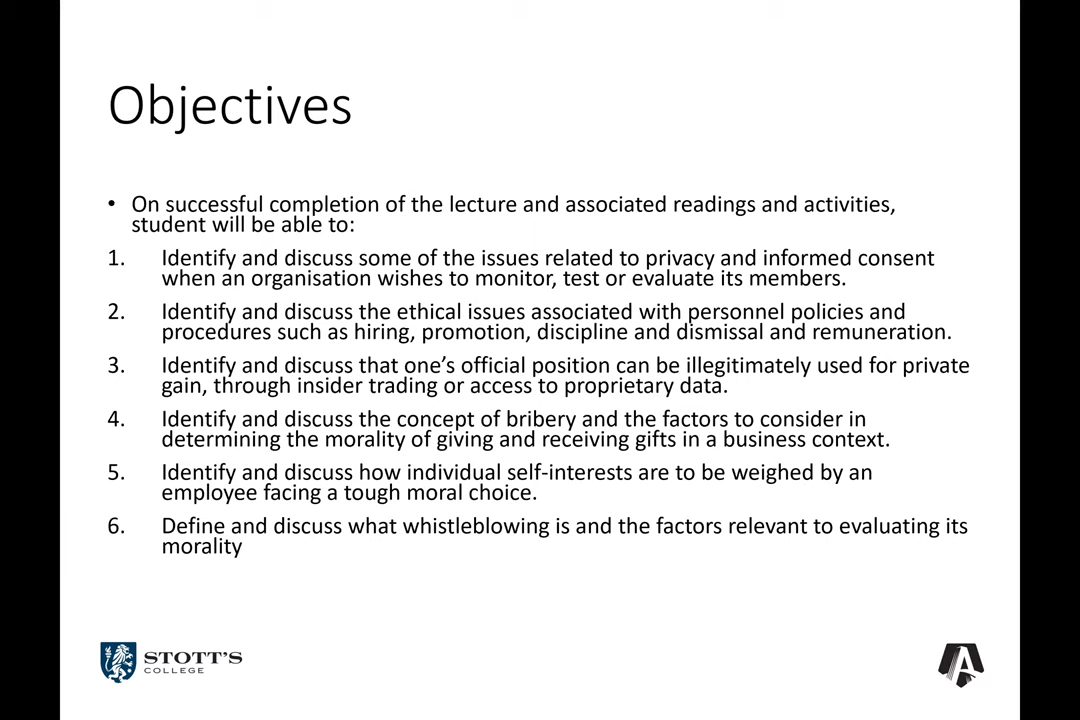 Objectives
• On successful completion of the lecture and associated readings and activities,
student will be able to:
1. Identify and discuss some of the issues related to privacy and informed consent
when an organisation wishes to monitor, test or evaluate its members.
2. Identify and discuss the ethical issues associated with personnel policies and
procedures such as hiring, promotion, discipline and dismissal and remuneration.
3. Identify and discuss that one’s official position can be illegitimately used for private
gain, through insider trading or access to proprietary data.
4. Identify and discuss the concept of bribery and the factors to consider in
determining the morality of giving and receiving gifts in a business context.
5. Identify and discuss how individual self-interests are to be weighed by an
employee facing a tough moral choice.
6. Define and discuss what whistleblowing is and the factors relevant to evaluating its
morality
STOTT'S
COLLEGE
A